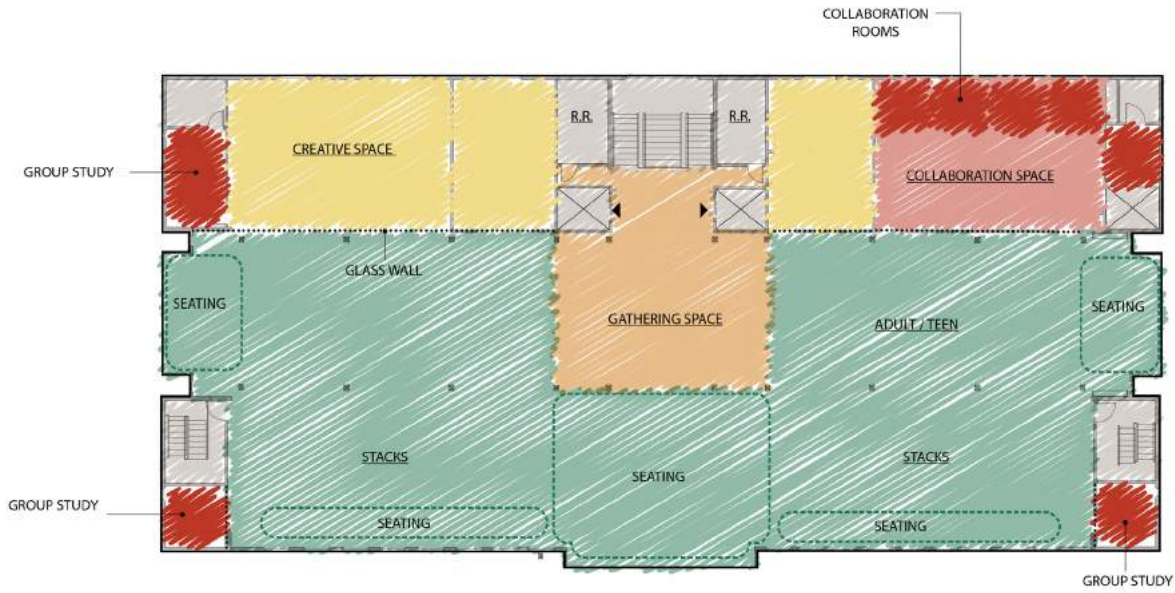 COLLABORATION
ROOMS
R.R.
R.R.
CREATIVE SPACE
GROUP STUDY
COLLABORATION SPACE
GLASS WALL
SEATING
SEATING
GATHERING SPACE
ADULT / TEEN
STACKS
STACKS
SEATING
GROUP STUDY
SEATING
SEATING
GROUP STUDY